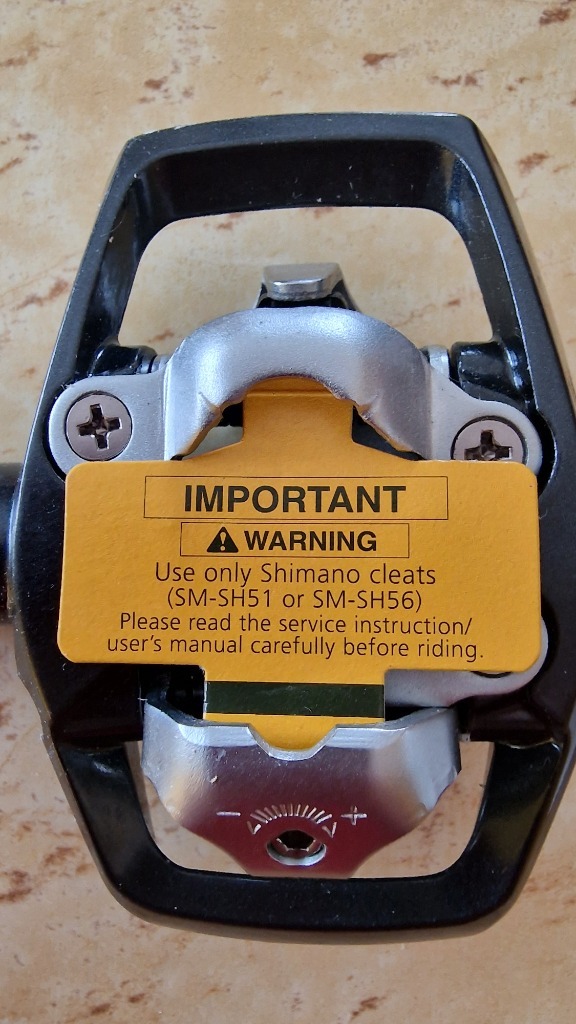 IMPORTANT
⚠ WARNING
Use only Shimano cleats
(SM-SH51 or SM-SH56)
Please read the service instruction/
user's manual carefully before riding.
- +